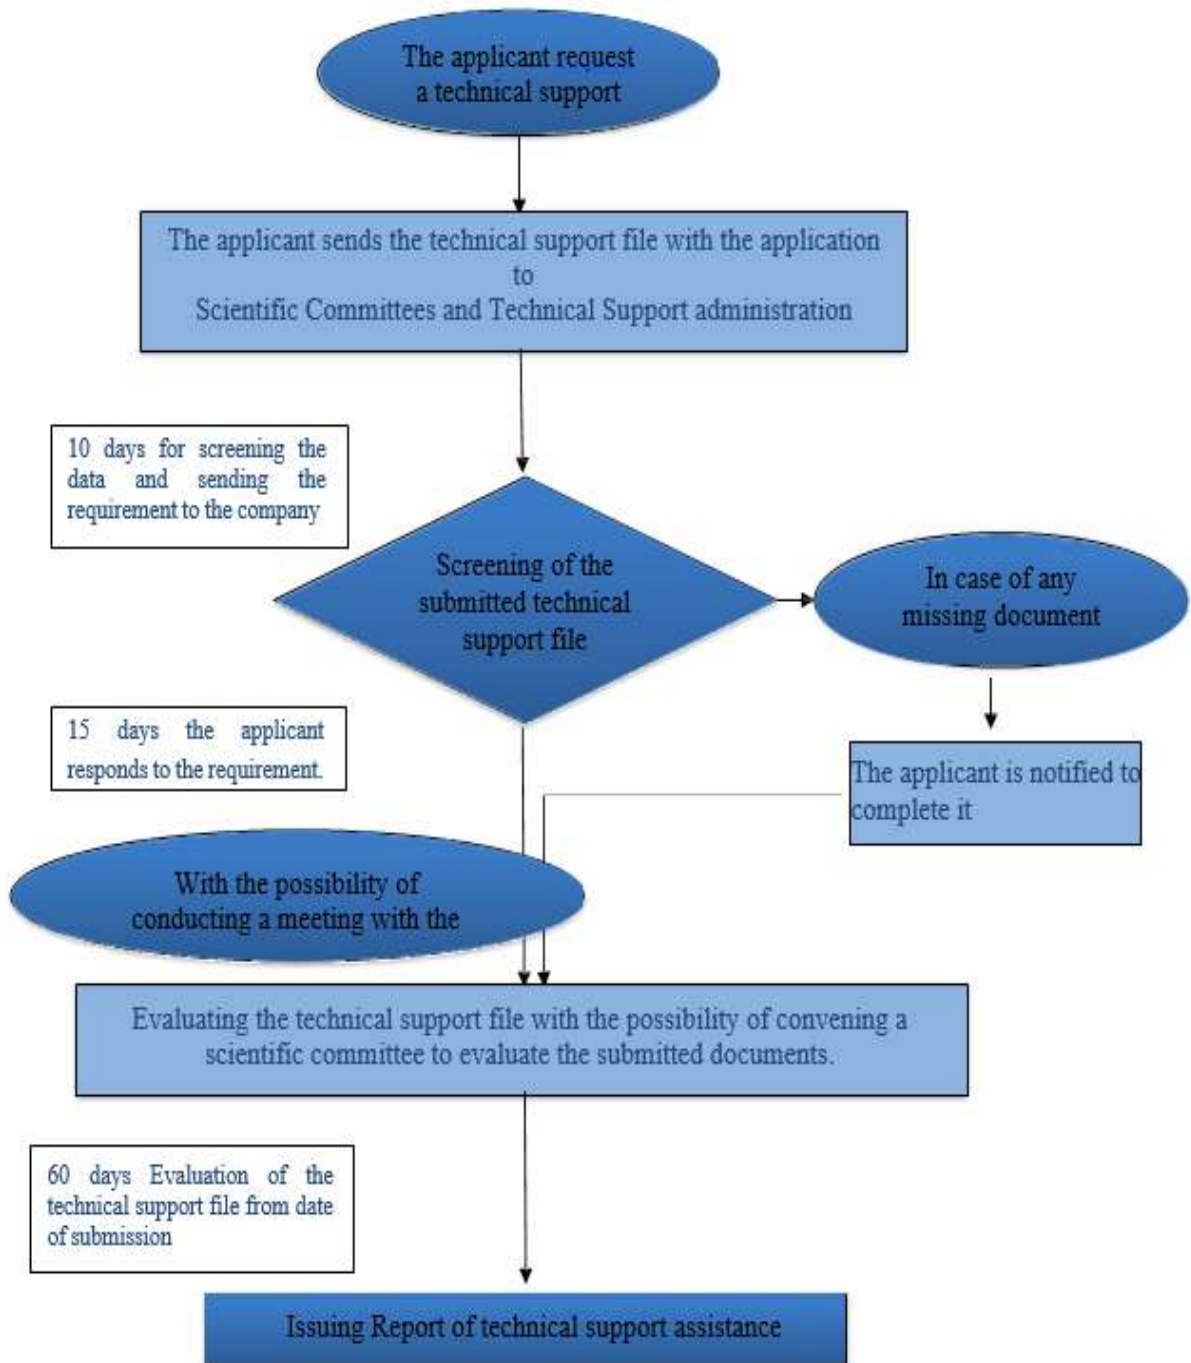 The applicant request
a technical support
The applicant sends the technical support file with the application
to
Scientific Committees and Technical Support administration
10 days for screening the
data and sending the
requirement to the company
Screening of the
submitted technical
support file
In case of any
missing document
15 days the applicant
responds to the requirement.
The applicant is notified to
complete it
With the possibility of
conducting a meeting with the
Evaluating the technical support file with the possibility of convening a
scientific committee to evaluate the submitted documents.
60 days Evaluation of the
technical support file from date
of submission
Issuing Report of technical support assistance